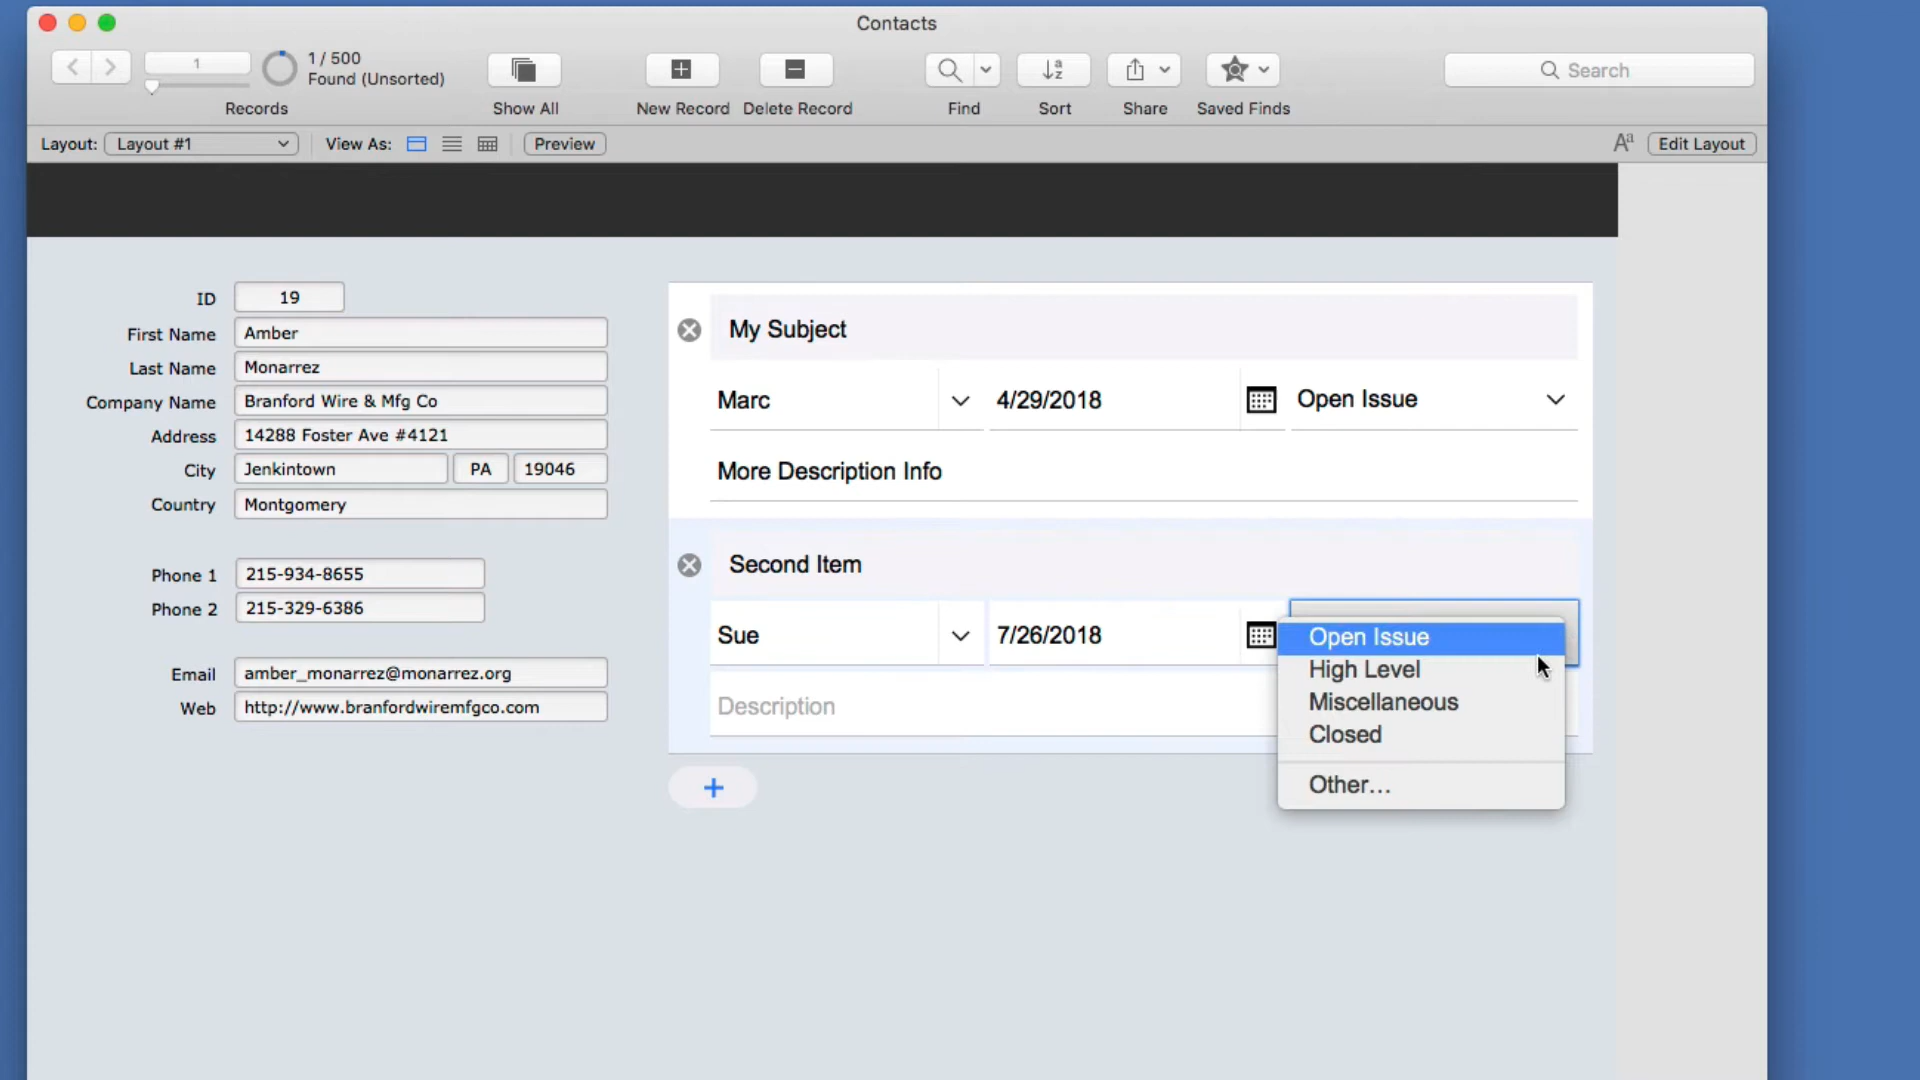 Contacts
1
1 / 500
Found (Unsorted)
Records
Show All
New Record
Delete Record
Find
Sort
Share
Saved Finds
Search
Layout: Layout #1
View As:
Preview
Aa
Edit Layout
ID 19
First Name Amber
Last Name Monarrez
Company Name Branford Wire & Mfg Co
Address 14288 Foster Ave #4121
City Jenkintown PA 19046
Country Montgomery
Phone 1 215-934-8655
Phone 2 215-329-6386
Email amber_monarrez@monarrez.org
Web http://www.branfordwiremfgco.com
My Subject
Marc 4/29/2018 Open Issue
More Description Info
Second Item
Sue 7/26/2018
Description
Open Issue
High Level
Miscellaneous
Closed
Other…